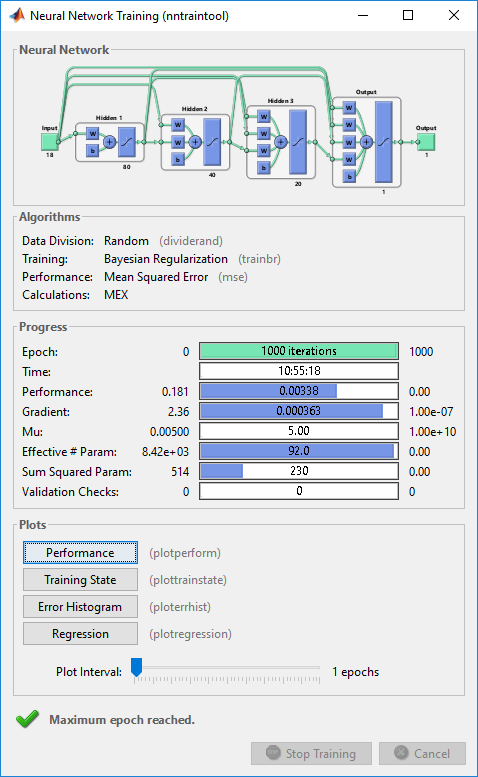 Neural Network Training (nntraintool)
Neural Network
Hidden 1
Hidden 2
Hidden 3
Output
Input
18
W
b
80
W
W
b
40
W
W
W
b
20
W
W
W
W
b
1
Output
1
Algorithms
Data Division: Random (dividerand)
Training: Bayesian Regularization (trainbr)
Performance: Mean Squared Error (mse)
Calculations: MEX
Progress
Epoch: 0 1000 iterations 1000
Time: 10:55:18
Performance: 0.181 0.00338 0.00
Gradient: 2.36 0.000363 1.00e-07
Mu: 0.00500 5.00 1.00e+10
Effective # Param: 8.42e+03 92.0 0.00
Sum Squared Param: 514 230 0.00
Validation Checks: 0 0 0
Plots
Performance (plotperform)
Training State (plottrainstate)
Error Histogram (ploterrhist)
Regression (plotregression)
Plot Interval: 1 epochs
Maximum epoch reached.
Stop Training Cancel